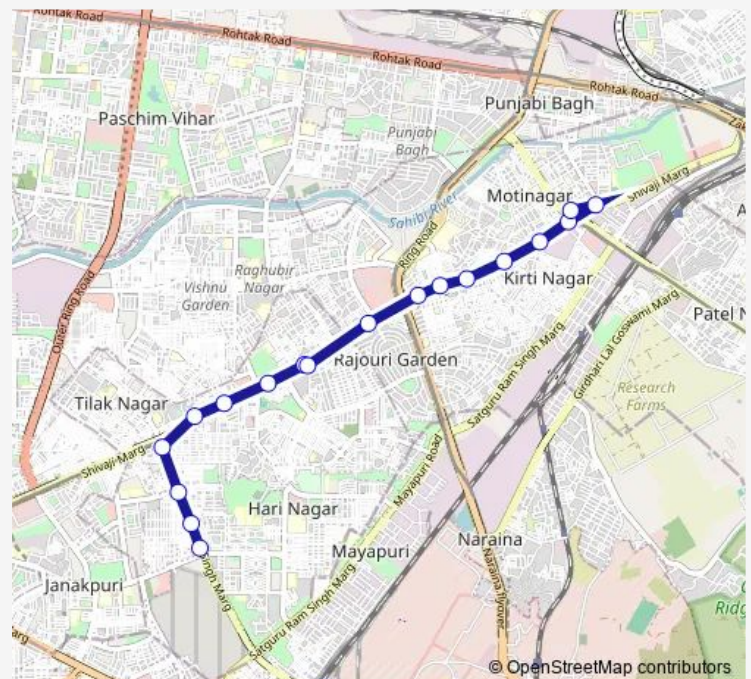 Rohtak Road
Rohtak Road
Rohtak Road
Rohtak Road
Punjabi Bagh
Paschim Vihar
Punjabi
Bagh
Shivaji Marg
Motinagar
Sahibi River
Ring Road
Raghubir
Nagar
Vishnu
Garden
Kirti Nagar
Outer Ring Road
Patel N
Rajouri Garden
Satguru Ram Singh Marg
Girdhari Lal Goswami Marg
Research
Farms
Tilak Nagar
Shivaji Marg
Mayapuri Road
Hari Nagar
Mayapuri
Naraina
Janakpuri
Singh Marg
Satguru Ram Singh Marg
Naraina flyover
Ridg
© OpenStreetMap contributors